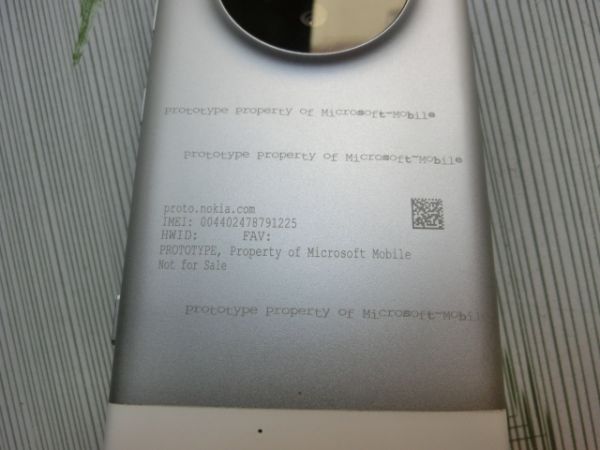 prototype property of Microsoft-Mobile
prototype property of Microsoft-Mobile
proto.nokia.com
IMEI: 004402478791225
HWID: FAV:
PROTOTYPE, Property of Microsoft Mobile
Not for Sale
prototype property of Microsoft-Mobil